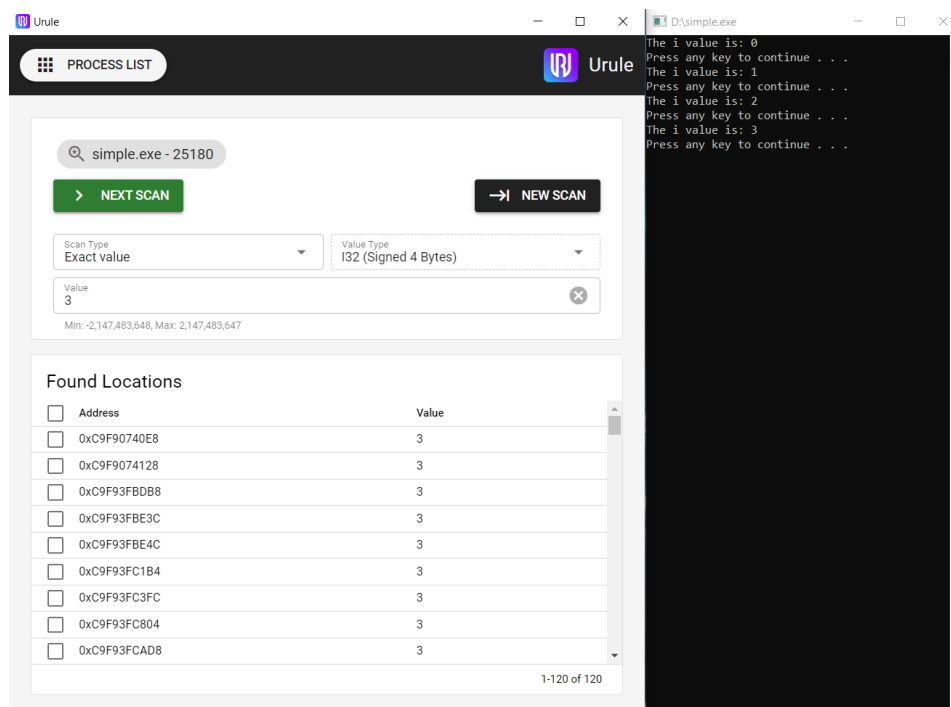 Urule
PROCESS LIST
Urule
simple.exe - 25180
NEXT SCAN
NEW SCAN
Scan Type
Exact value
Value Type
I32 (Signed 4 Bytes)
Value
3
Min: -2,147,483,648, Max: 2,147,483,647
Found Locations
Address Value
0xC9F90740E8 3
0xC9F9074128 3
0xC9F93FBDB8 3
0xC9F93FBE3C 3
0xC9F93FBE4C 3
0xC9F93FC1B4 3
0xC9F93FC3FC 3
0xC9F93FC804 3
0xC9F93FCAD8 3
1-120 of 120
D:\simple.exe
The i value is: 0
Press any key to continue . . .
The i value is: 1
Press any key to continue . . .
The i value is: 2
Press any key to continue . . .
The i value is: 3
Press any key to continue . . .